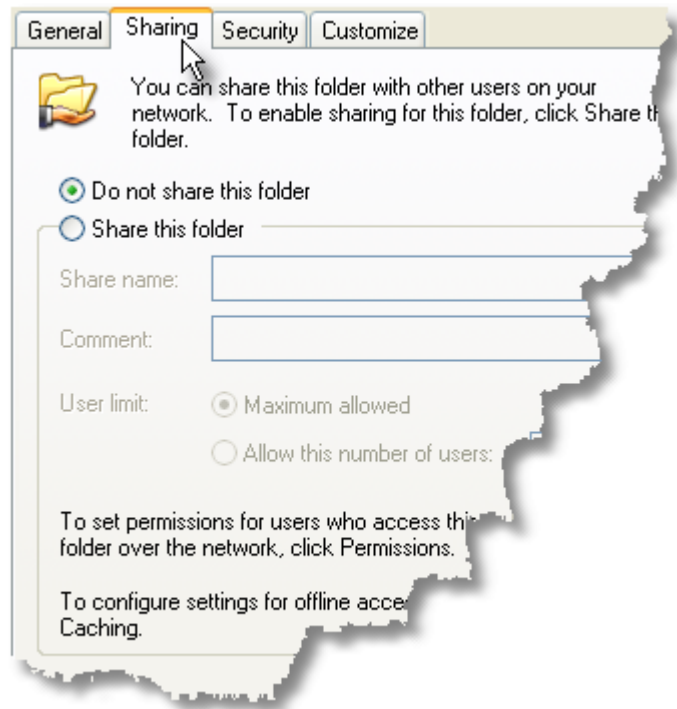 General Sharing Security Customize
You can share this folder with other users on your
network. To enable sharing for this folder, click Share
folder.
Do not share this folder
Share this folder
Share name:
Comment:
User limit: Maximum allowed
Allow this number of users:
To set permissions for users who access
folder over the network, click Permissions.
To configure settings for offline
Caching.